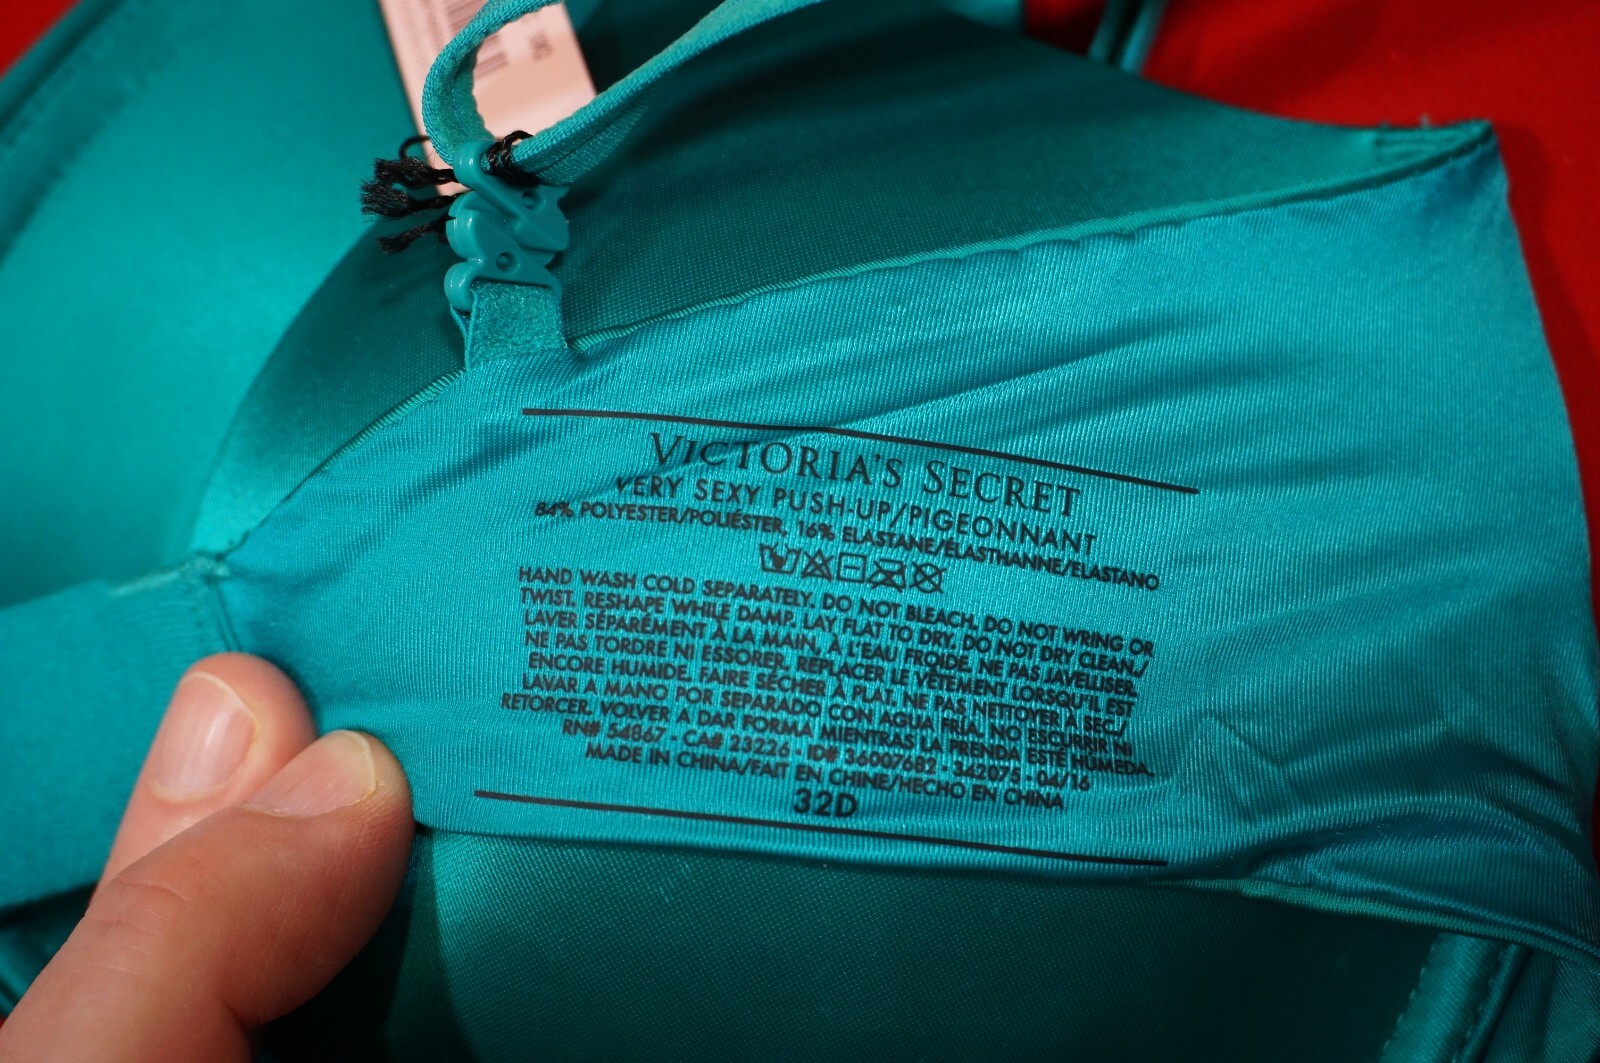 VICTORIA'S SECRET
VERY SEXY PUSH-UP/PIGEONNANT
84% POLYESTER/POLIÉSTER, 16% ELASTANE/ÉLASTHANNE/ELASTANO
HAND WASH COLD SEPARATELY. DO NOT BLEACH. DO NOT WRING OR
TWIST. RESHAPE WHILE DAMP. LAY FLAT TO DRY. DO NOT DRY CLEAN./
LAVER SÉPARÉMENT À LA MAIN, À L'EAU FROIDE. NE PAS JAVELLISER.
NE PAS TORDRE NI ESSORER. REPLACER LE VÊTEMENT LORSQU'IL EST
ENCORE HUMIDE. FAIRE SÉCHER À PLAT. NE PAS NETTOYER À SEC/
LAVAR A MANO POR SEPARADO CON AGUA FRIA. NO ESCURRIR NI
RETORCER. VOLVER A DAR FORMA MIENTRAS LA PRENDA ESTÉ HÚMEDA.
RN# 54867 - CA# 23226 - ID# 36007682 - 342075 - 04/16
MADE IN CHINA/FAIT EN CHINE/HECHO EN CHINA
32D